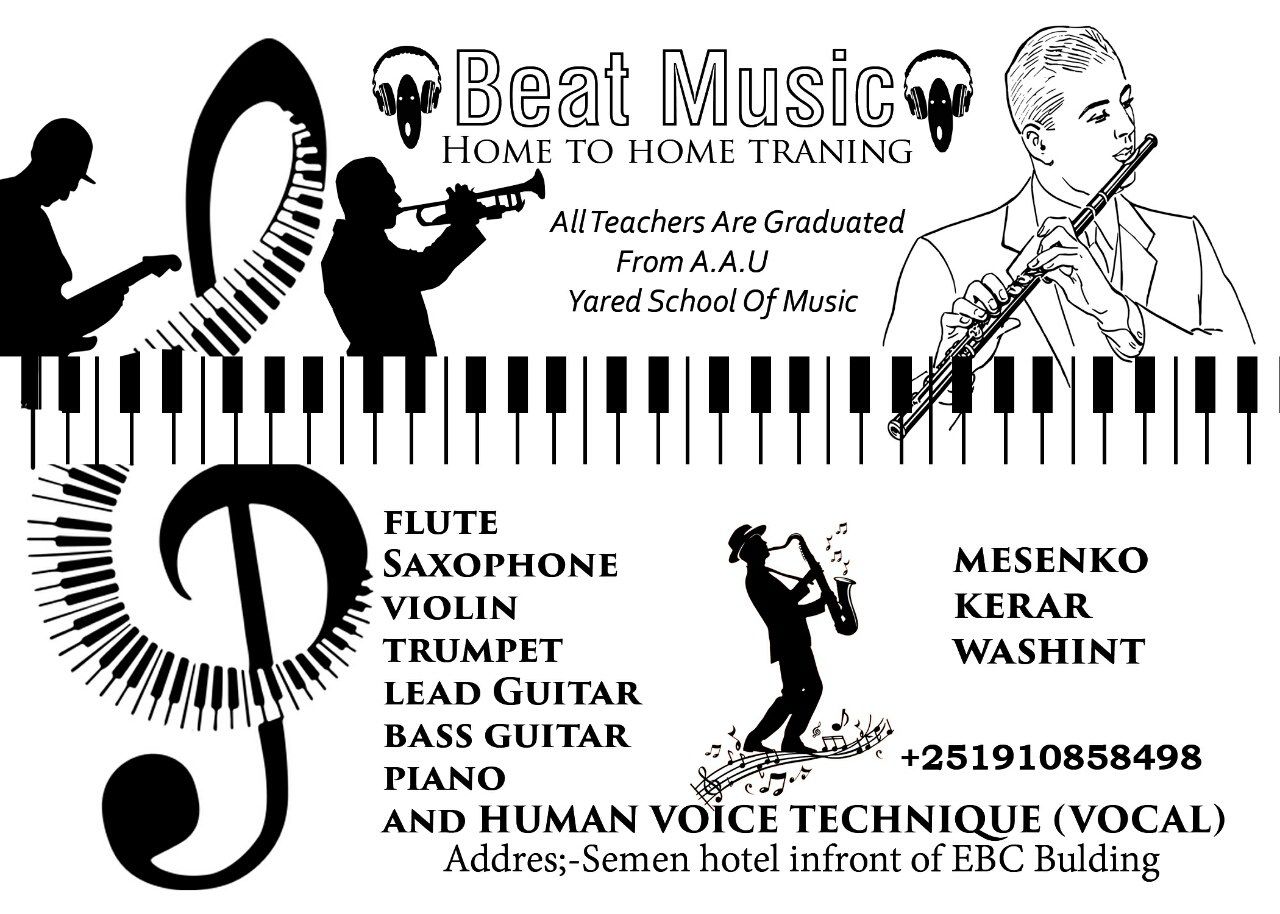 Beat Music
HOME TO HOME TRANING
All Teachers Are Graduated
From A.A.U
Yared School Of Music
FLUTE
SAXOPHONE
VIOLIN
TRUMPET
LEAD GUITAR
BASS GUITAR
PIANO
AND HUMAN VOICE TECHNIQUE (VOCAL)
MESENKO
KERAR
WASHINT
+251910858498
Addres;-Semen hotel infront of EBC Bulding